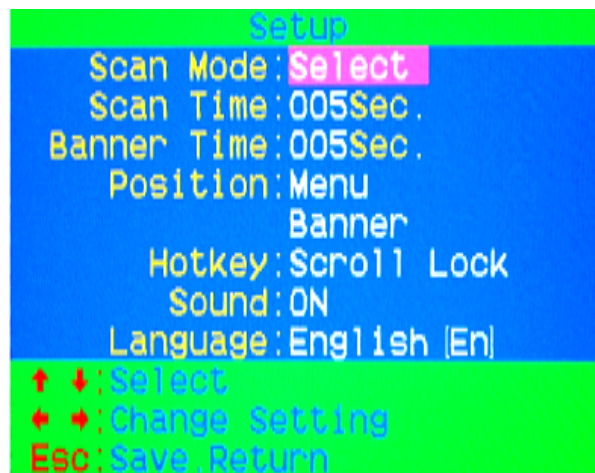 Setup
Scan Mode:Select
Scan Time:005Sec.
Banner Time:005Sec.
Position:Menu
Banner
Hotkey:Scroll Lock
Sound:ON
Language:English [En]
↑ ↓:Select
← →:Change Setting
Esc:Save.Return